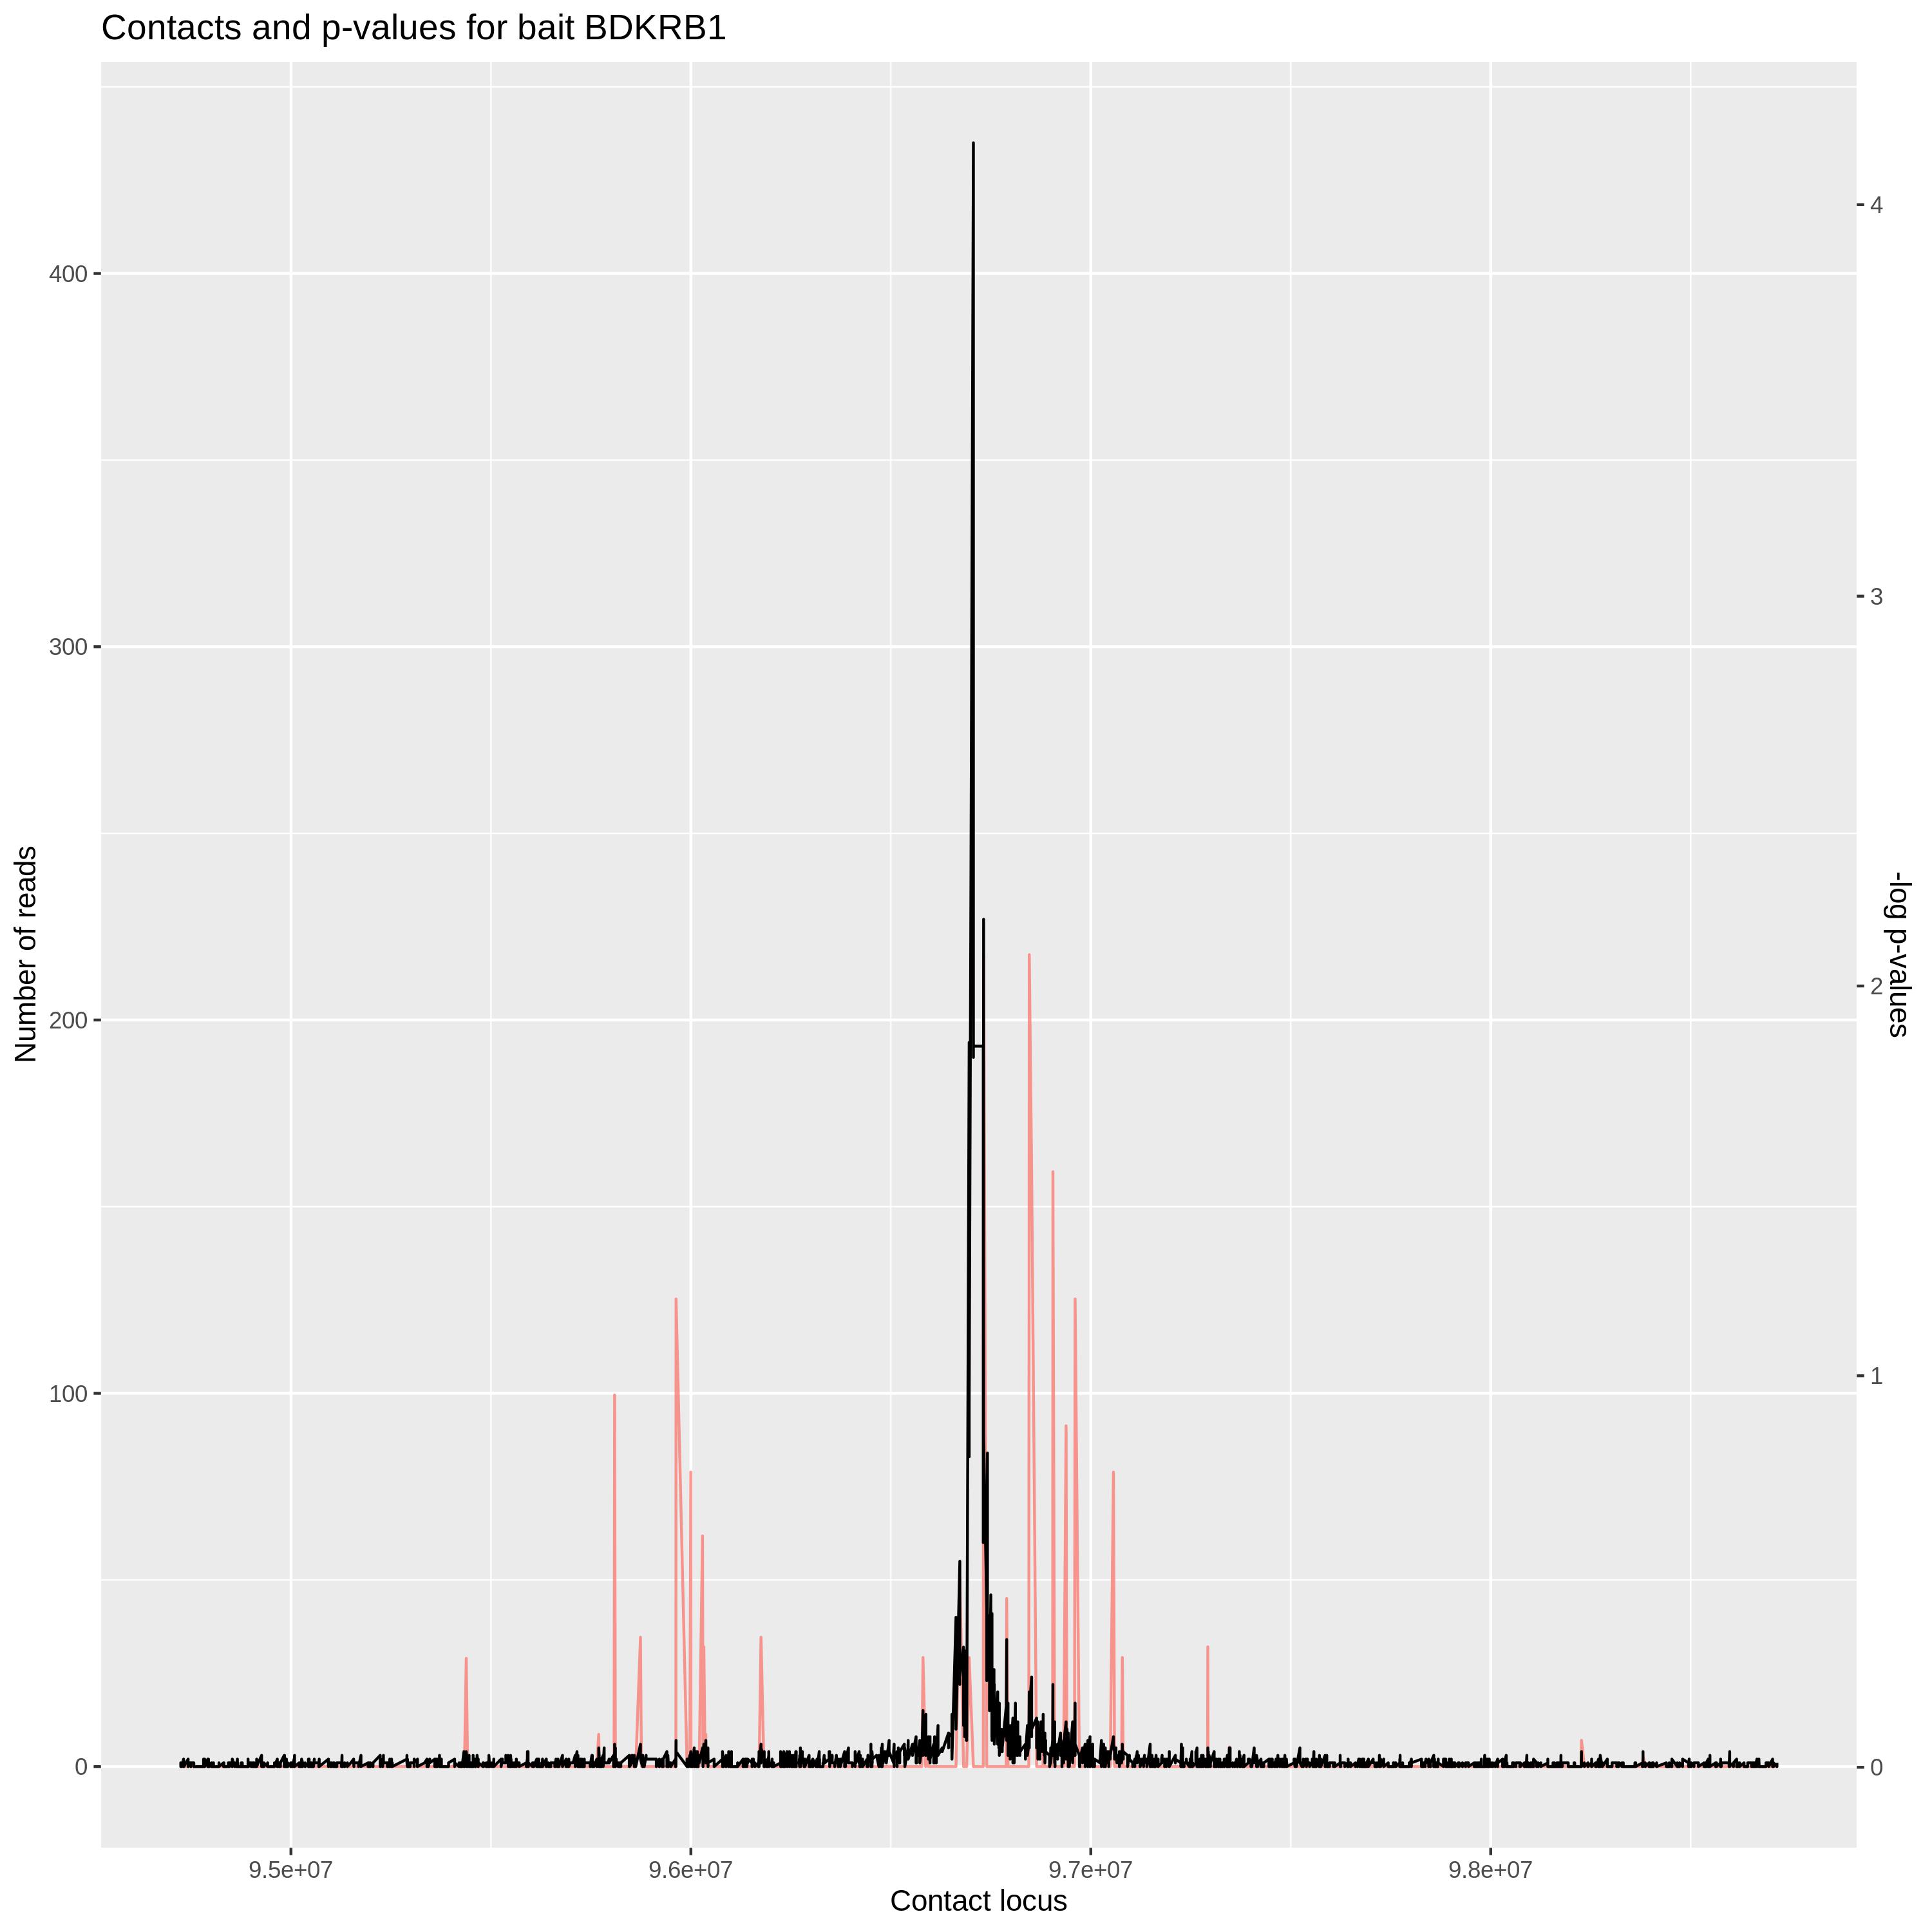 Contacts and p-values for bait BDKRB1
400
300
200
100
0
Number of reads
4
3
2
1
0
-log p-values
9.5e+07
9.6e+07
9.7e+07
9.8e+07
Contact locus